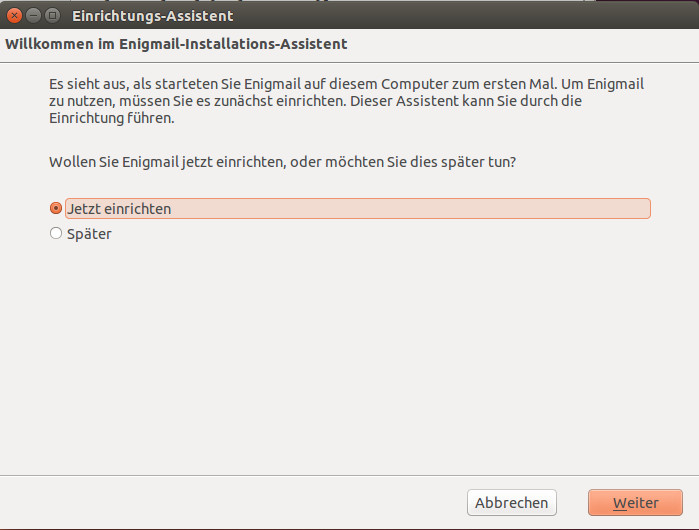 Einrichtungs-Assistent
Willkommen im Enigmail-Installations-Assistent
Es sieht aus, als starteten Sie Enigmail auf diesem Computer zum ersten Mal. Um Enigmail
zu nutzen, müssen Sie es zunächst einrichten. Dieser Assistent kann Sie durch die
Einrichtung führen.
Wollen Sie Enigmail jetzt einrichten, oder möchten Sie dies später tun?
Jetzt einrichten
Später
Abbrechen
Weiter